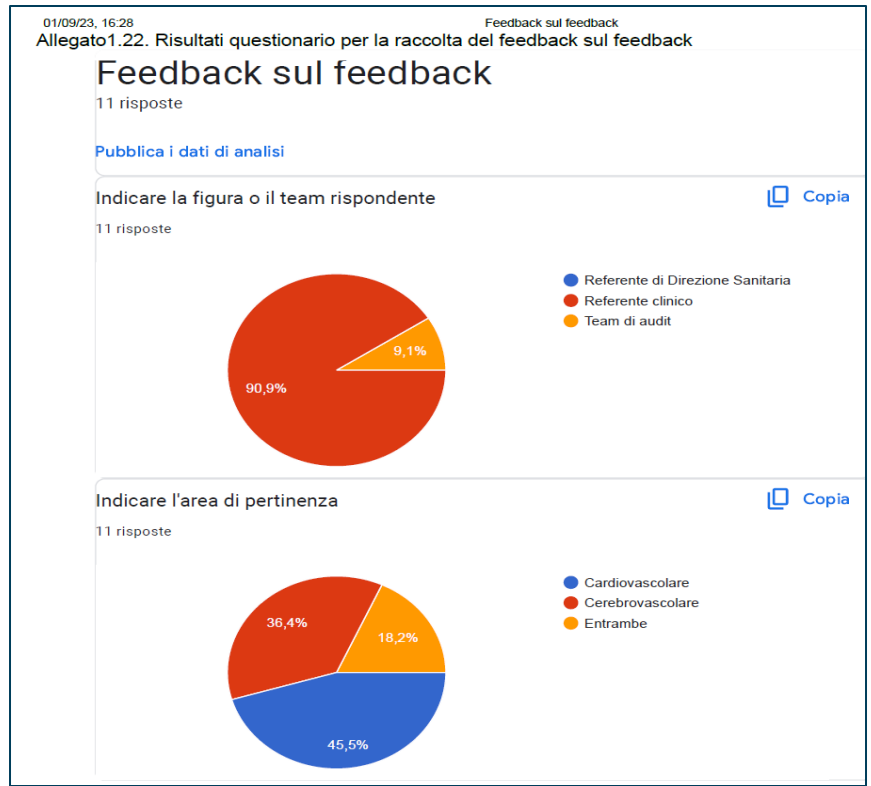 01/09/23, 16:28 Feedback sul feedback
Allegato1.22. Risultati questionario per la raccolta del feedback sul feedback
Feedback sul feedback
11 risposte
Pubblica i dati di analisi
Indicare la figura o il team rispondente
Copia
11 risposte
Referente di Direzione Sanitaria
Referente clinico
Team di audit
9,1%
90,9%
Indicare l'area di pertinenza
Copia
11 risposte
Cardiovascolare
Cerebrovascolare
Entrambe
36,4%
18,2%
45,5%